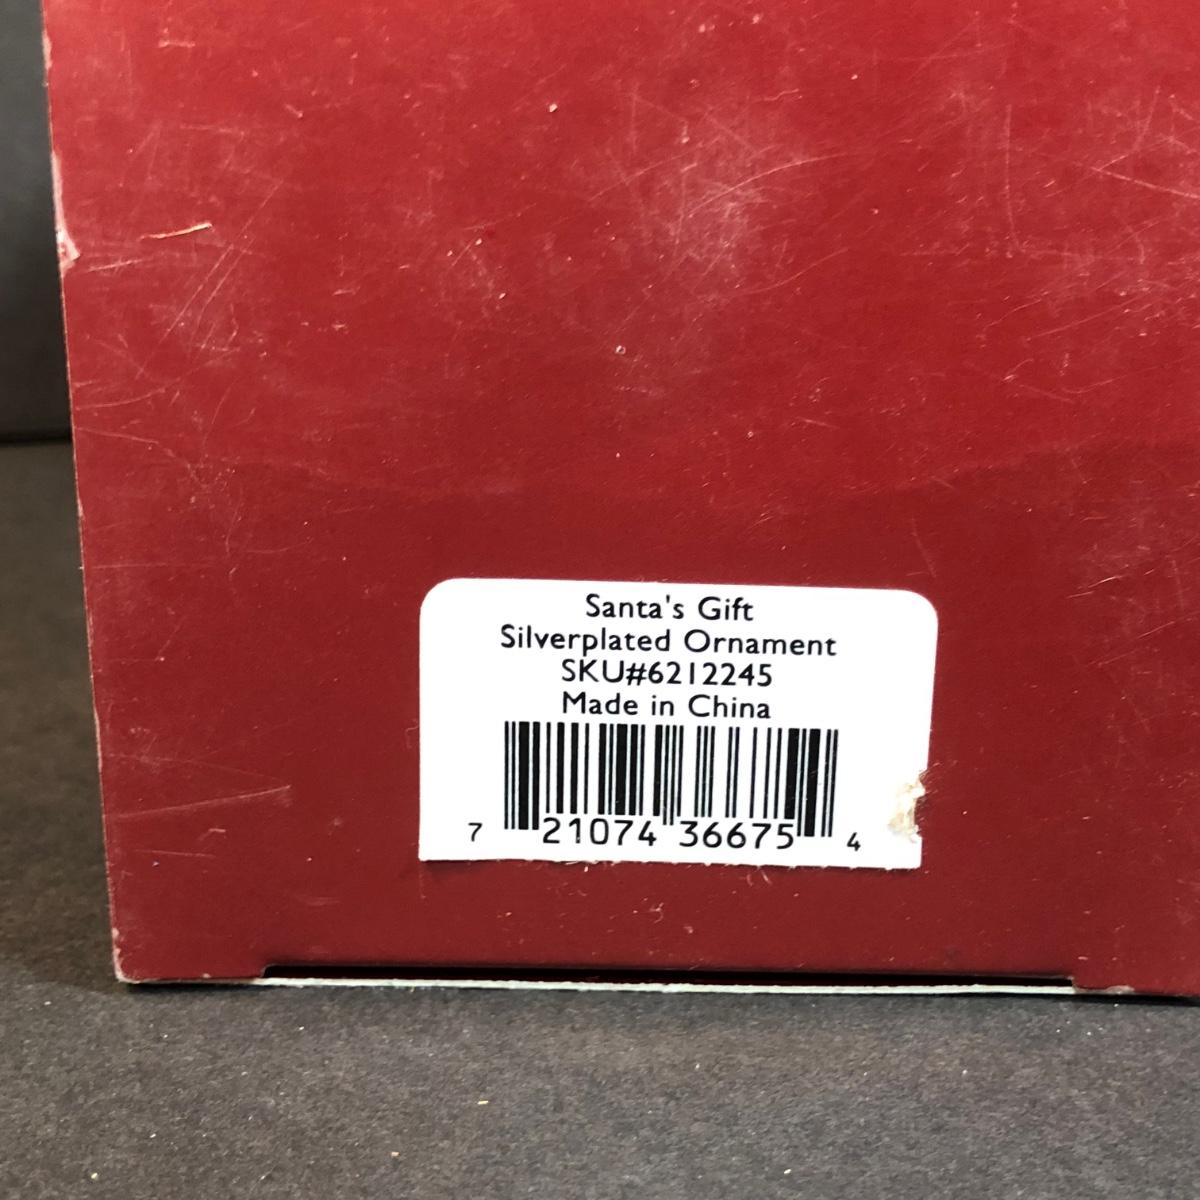 Santa's Gift
Silverplated Ornament
SKU#6212245
Made in China
7 21074 36675 4